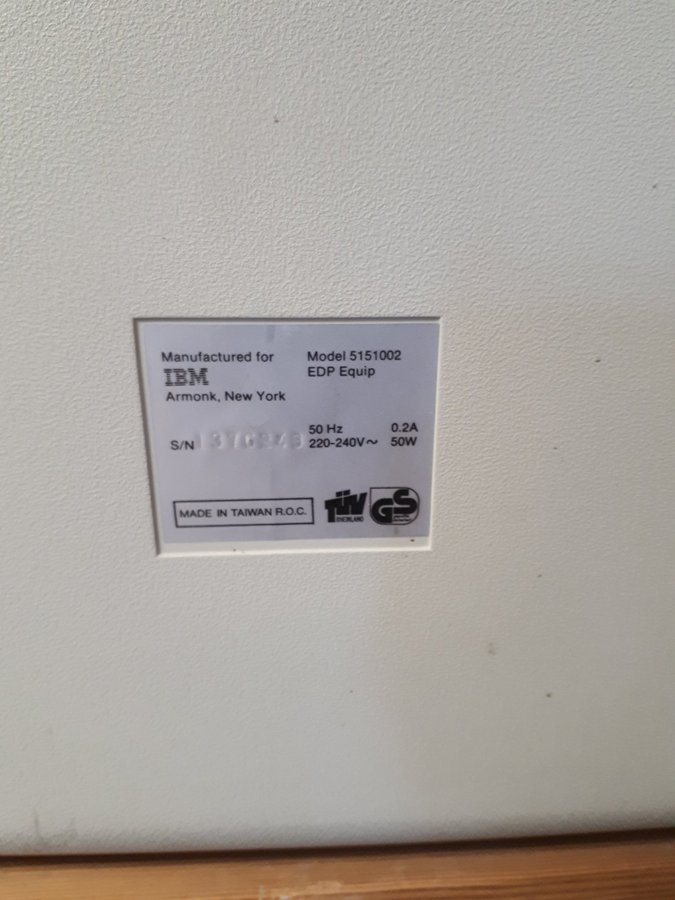 Manufactured for
IBM
Armonk, New York
Model 5151002
EDP Equip
S/N
50 Hz 0.2A
220-240V~ 50W
MADE IN TAIWAN R.O.C.
TÜV
RHEINLAND
GS